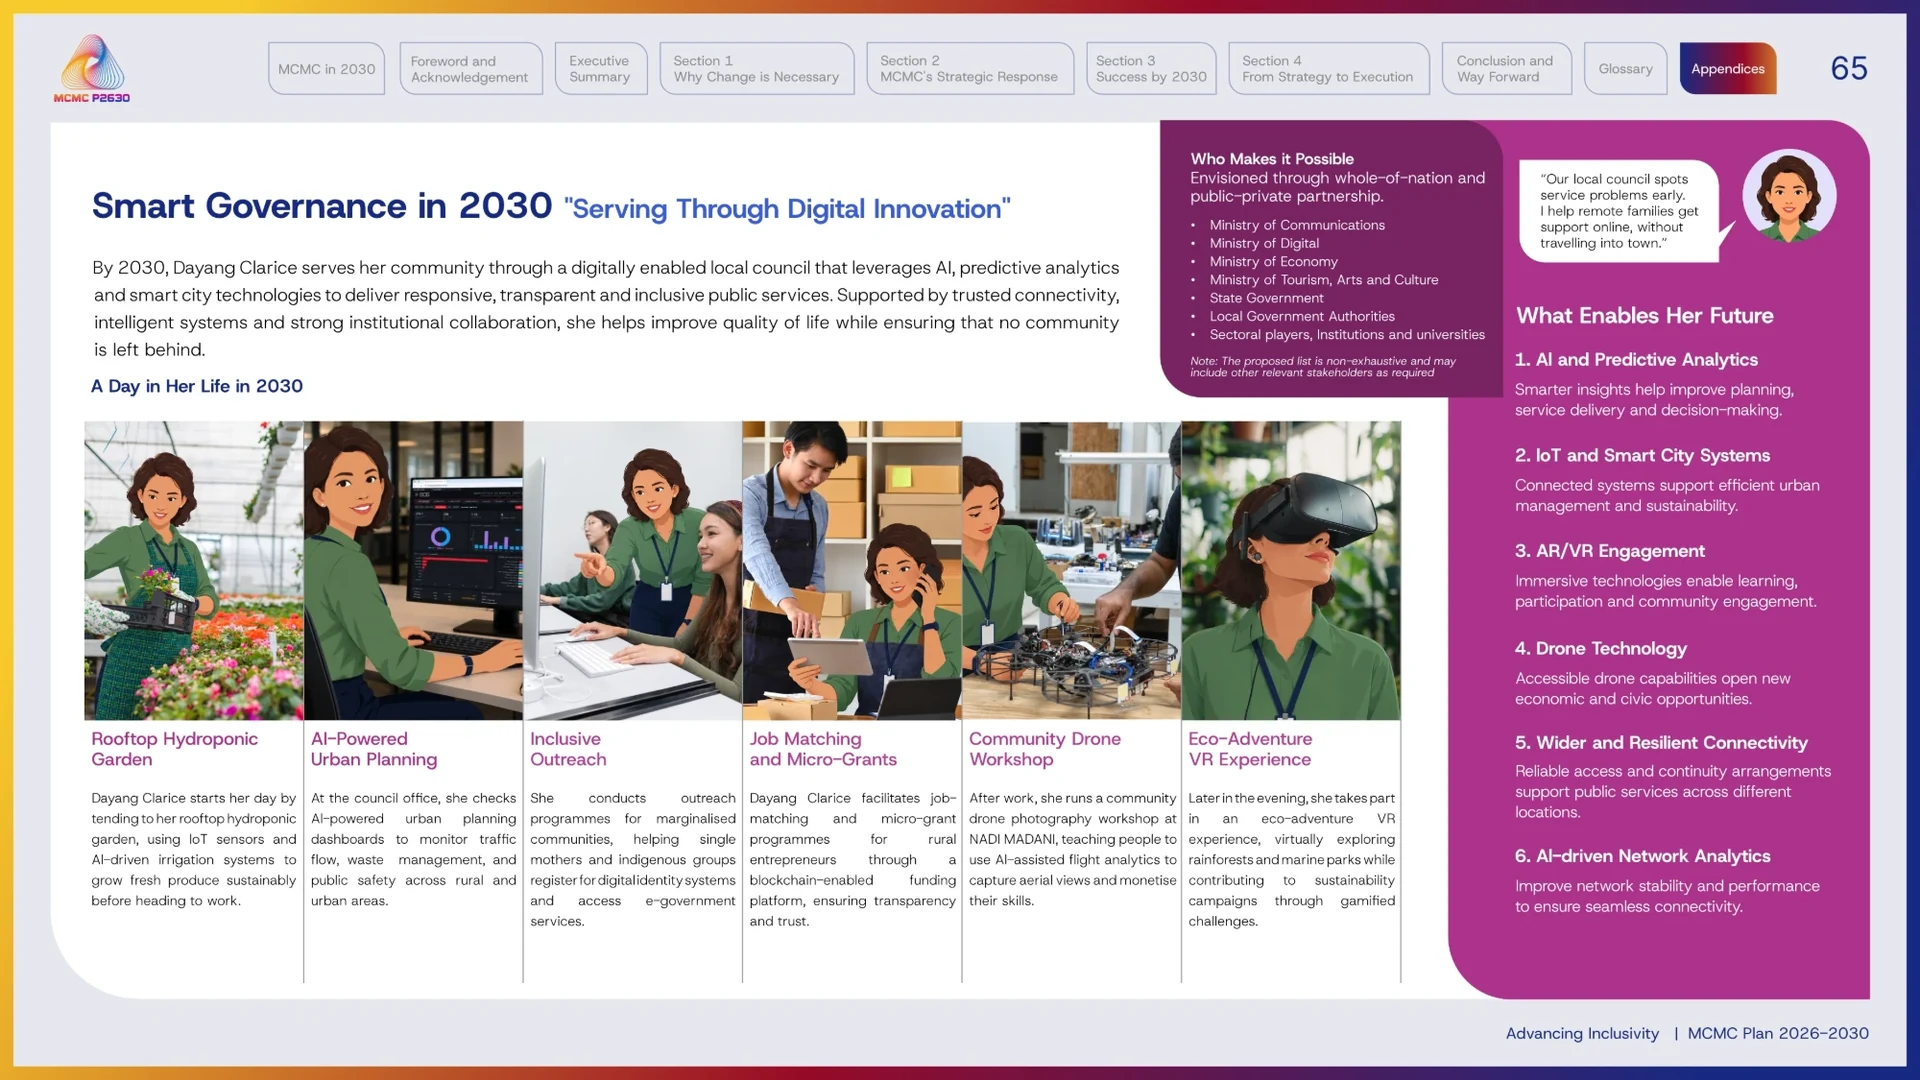 MCMC P2630
MCMC in 2030
Foreword and
Acknowledgement
Executive
Summary
Section 1
Why Change is Necessary
Section 2
MCMC's Strategic Response
Section 3
Success by 2030
Section 4
From Strategy to Execution
Conclusion and
Way Forward
Glossary
Appendices
65
Smart Governance in 2030 "Serving Through Digital Innovation"
By 2030, Dayang Clarice serves her community through a digitally enabled local council that leverages AI, predictive analytics
and smart city technologies to deliver responsive, transparent and inclusive public services. Supported by trusted connectivity,
intelligent systems and strong institutional collaboration, she helps improve quality of life while ensuring that no community
is left behind.
A Day in Her Life in 2030
Rooftop Hydroponic
Garden
Dayang Clarice starts her day by
tending to her rooftop hydroponic
garden, using IoT sensors and
AI-driven irrigation systems to
grow fresh produce sustainably
before heading to work.
AI-Powered
Urban Planning
At the council office, she checks
AI-powered urban planning
dashboards to monitor traffic
flow, waste management, and
public safety across rural and
urban areas.
Inclusive
Outreach
She conducts outreach
programmes for marginalised
communities, helping single
mothers and indigenous groups
register for digital identity systems
and access e-government
services.
Job Matching
and Micro-Grants
Dayang Clarice facilitates job-
matching and micro-grant
programmes for rural
entrepreneurs through a
blockchain-enabled funding
platform, ensuring transparency
and trust.
Community Drone
Workshop
After work, she runs a community
drone photography workshop at
NADI MADANI, teaching people to
use AI-assisted flight analytics to
capture aerial views and monetise
their skills.
Eco-Adventure
VR Experience
Later in the evening, she takes part
in an eco-adventure VR
experience, virtually exploring
rainforests and marine parks while
contributing to sustainability
campaigns through gamified
challenges.
Who Makes it Possible
Envisioned through whole-of-nation and
public-private partnership.
• Ministry of Communications
• Ministry of Digital
• Ministry of Economy
• Ministry of Tourism, Arts and Culture
• State Government
• Local Government Authorities
• Sectoral players, Institutions and universities
Note: The proposed list is non-exhaustive and may
include other relevant stakeholders as required
“Our local council spots
service problems early.
I help remote families get
support online, without
travelling into town.”
What Enables Her Future
1. AI and Predictive Analytics
Smarter insights help improve planning,
service delivery and decision-making.
2. IoT and Smart City Systems
Connected systems support efficient urban
management and sustainability.
3. AR/VR Engagement
Immersive technologies enable learning,
participation and community engagement.
4. Drone Technology
Accessible drone capabilities open new
economic and civic opportunities.
5. Wider and Resilient Connectivity
Reliable access and continuity arrangements
support public services across different
locations.
6. AI-driven Network Analytics
Improve network stability and performance
to ensure seamless connectivity.
Advancing Inclusivity | MCMC Plan 2026-2030